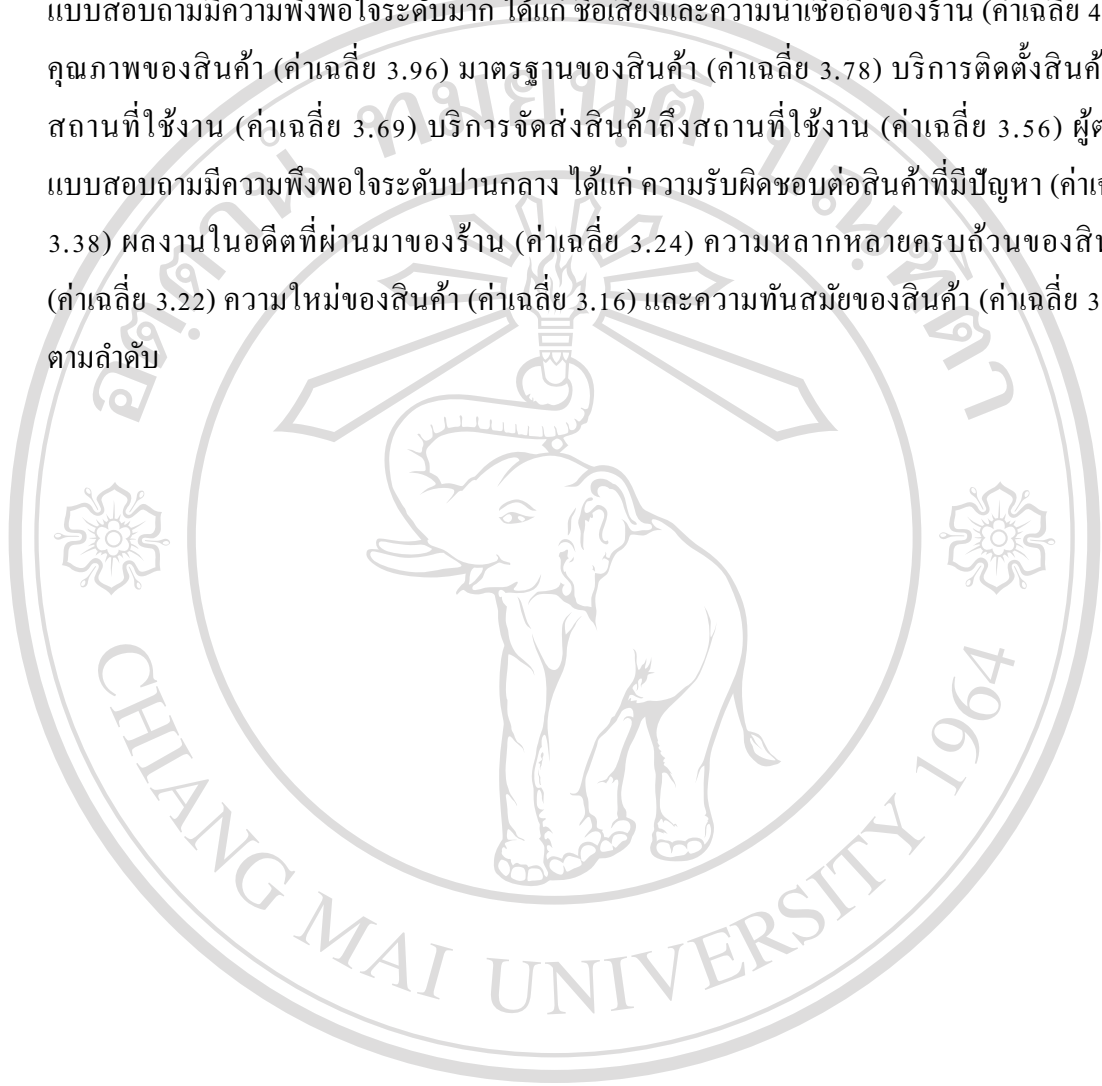 แบบสอบถามมีความพึงพอใจระดับมาก ได้แก่ ชื่อเสียงและความน่าเชื่อถือของร้าน (ค่าเฉลี่ย 4
คุณภาพของสินค้า (ค่าเฉลี่ย 3.96) มาตรฐานของสินค้า (ค่าเฉลี่ย 3.78) บริการติดตั้งสินค้
สถานที่ใช้งาน (ค่าเฉลี่ย 3.69) บริการจัดส่งสินค้าถึงสถานที่ใช้งาน (ค่าเฉลี่ย 3.56)
แบบสอบถามมีความพึงพอใจระดับปานกลาง ได้แก่ ความรับผิดชอบต่อสินค้าที่มีปัญหา
3.38) ผลงานในอดีตที่ผ่านมาของร้าน (ค่าเฉลี่ย 3.24) ความหลากหลายครบถ้วนของ
(ค่าเฉลี่ย 3.22) ความใหม่ของสินค้า (ค่าเฉลี่ย 3.16) และความทันสมัยของสินค้า (ค่าเฉลี่ย 3
ตามลำดับ
อตฺตานํ ทมยนฺติ ปณฺฑิตา
CHIANG MAI UNIVERSITY 1964